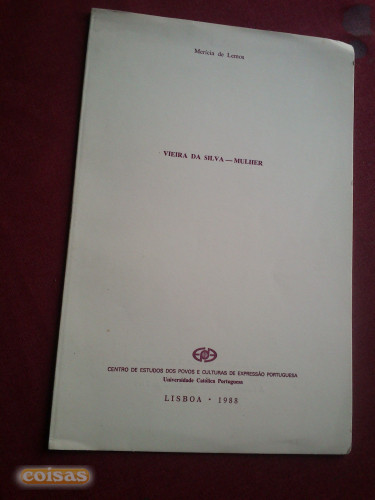 Merícia de Lemos
VIEIRA DA SILVA — MULHER
CENTRO DE ESTUDOS DOS POVOS E CULTURAS DE EXPRESSÃO PORTUGUESA
Universidade Católica Portuguesa
LISBOA • 1988
coisas